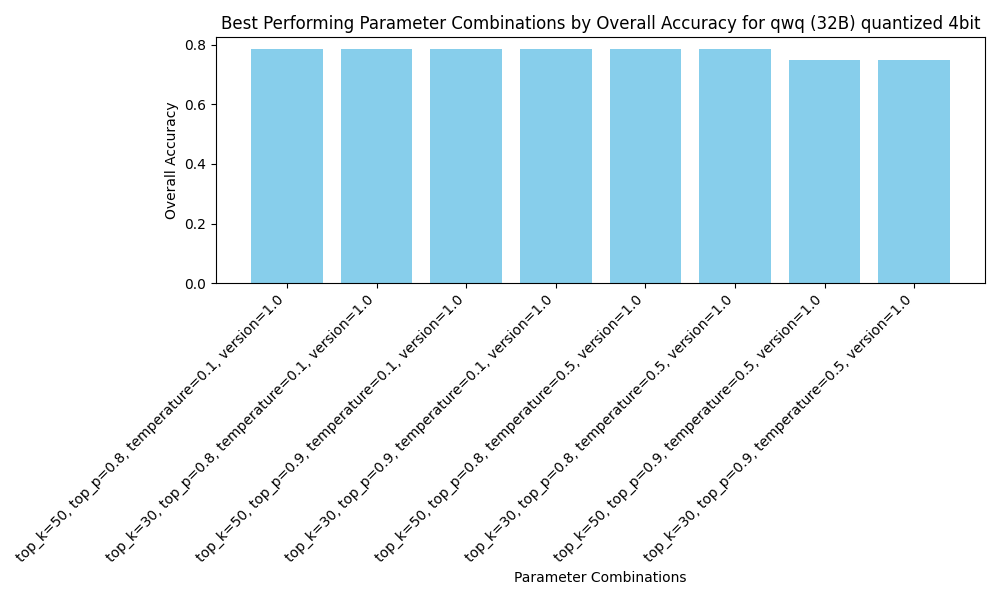 Best Performing Parameter Combinations by Overall Accuracy for qwq (32B) quantized 4bit
Overall Accuracy
0.8
0.6
0.4
0.2
0.0
top_k=50, top_p=0.8, temperature=0.1, version=1.0
top_k=30, top_p=0.8, temperature=0.1, version=1.0
top_k=50, top_p=0.9, temperature=0.1, version=1.0
top_k=30, top_p=0.9, temperature=0.1, version=1.0
top_k=50, top_p=0.8, temperature=0.5, version=1.0
top_k=30, top_p=0.8, temperature=0.5, version=1.0
top_k=50, top_p=0.9, temperature=0.5, version=1.0
top_k=30, top_p=0.9, temperature=0.5, version=1.0
Parameter Combinations